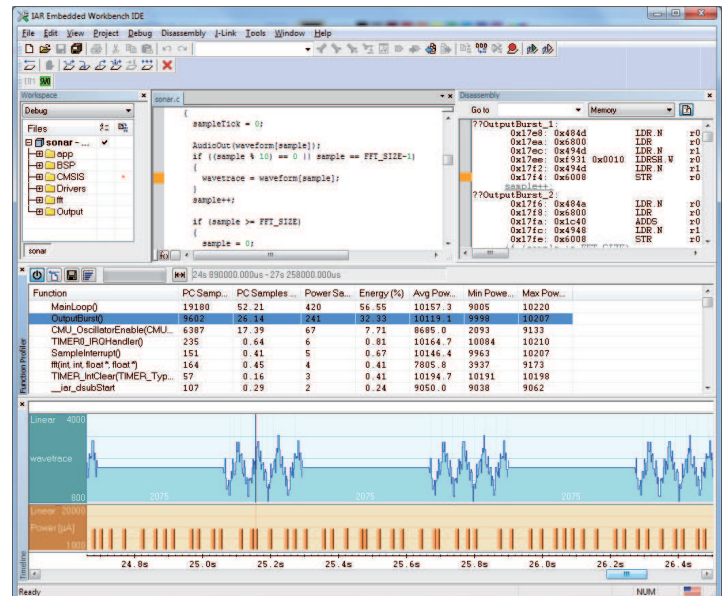 IAR Embedded Workbench IDE
File Edit View Project Debug Disassembly J-Link Tools Window Help
Workspace
Debug
Files
sonar - ...
app
BSP
CMSIS
Drivers
fft
Output
sonar
sonar.c
{
sampleTick = 0;
AudioOut(waveform[sample]);
if ((sample % 10) == 0 || sample == FFT_SIZE-1)
{
wavetrace = waveform[sample];
}
sample++;
if (sample >= FFT_SIZE)
{
sample = 0;
Disassembly
Go to Memory
??OutputBurst_1:
0x17e8: 0x484d LDR.N r0
0x17ea: 0x6800 LDR r0
0x17ec: 0x494d LDR.N r1
0x17ee: 0xf931 0x0010 LDRSH.W r0
0x17f2: 0x494d LDR.N r1
0x17f4: 0x6008 STR r0
sample++;
??OutputBurst_2:
0x17f6: 0x484a LDR.N r0
0x17f8: 0x6800 LDR r0
0x17fa: 0x1c40 ADDS r0
0x17fc: 0x4948 LDR.N r1
0x17fe: 0x6008 STR r0
24s 890000.000us - 27s 258000.000us
Function PC Samp... PC Samples ... Power Sa... Energy (%) Avg Pow... Min Powe... Max Pow...
MainLoop() 19180 52.21 420 56.55 10157.3 9005 10220
OutputBurst() 9602 26.14 241 32.33 10119.1 9998 10207
CMU_OscillatorEnable(CMU... 6387 17.39 67 7.71 8685.0 2093 9133
TIMER0_IRQHandler() 235 0.64 6 0.81 10164.7 10084 10210
SampleInterrupt() 151 0.41 5 0.67 10146.4 9963 10207
fft(int, int, float *, float *) 164 0.45 4 0.41 7805.8 3937 9173
TIMER_IntClear(TIMER_Typ... 57 0.16 3 0.41 10194.7 10191 10198
__iar_dsubStart 107 0.29 2 0.24 9050.0 9038 9062
Function Profiler
Linear 4000
wavetrace
800 2075 2075 2075
Linear 20000
Power [µA]
Timeline
24.8s 25.0s 25.2s 25.4s 25.6s 25.8s 26.0s 26.2s 26.4s
Ready NUM